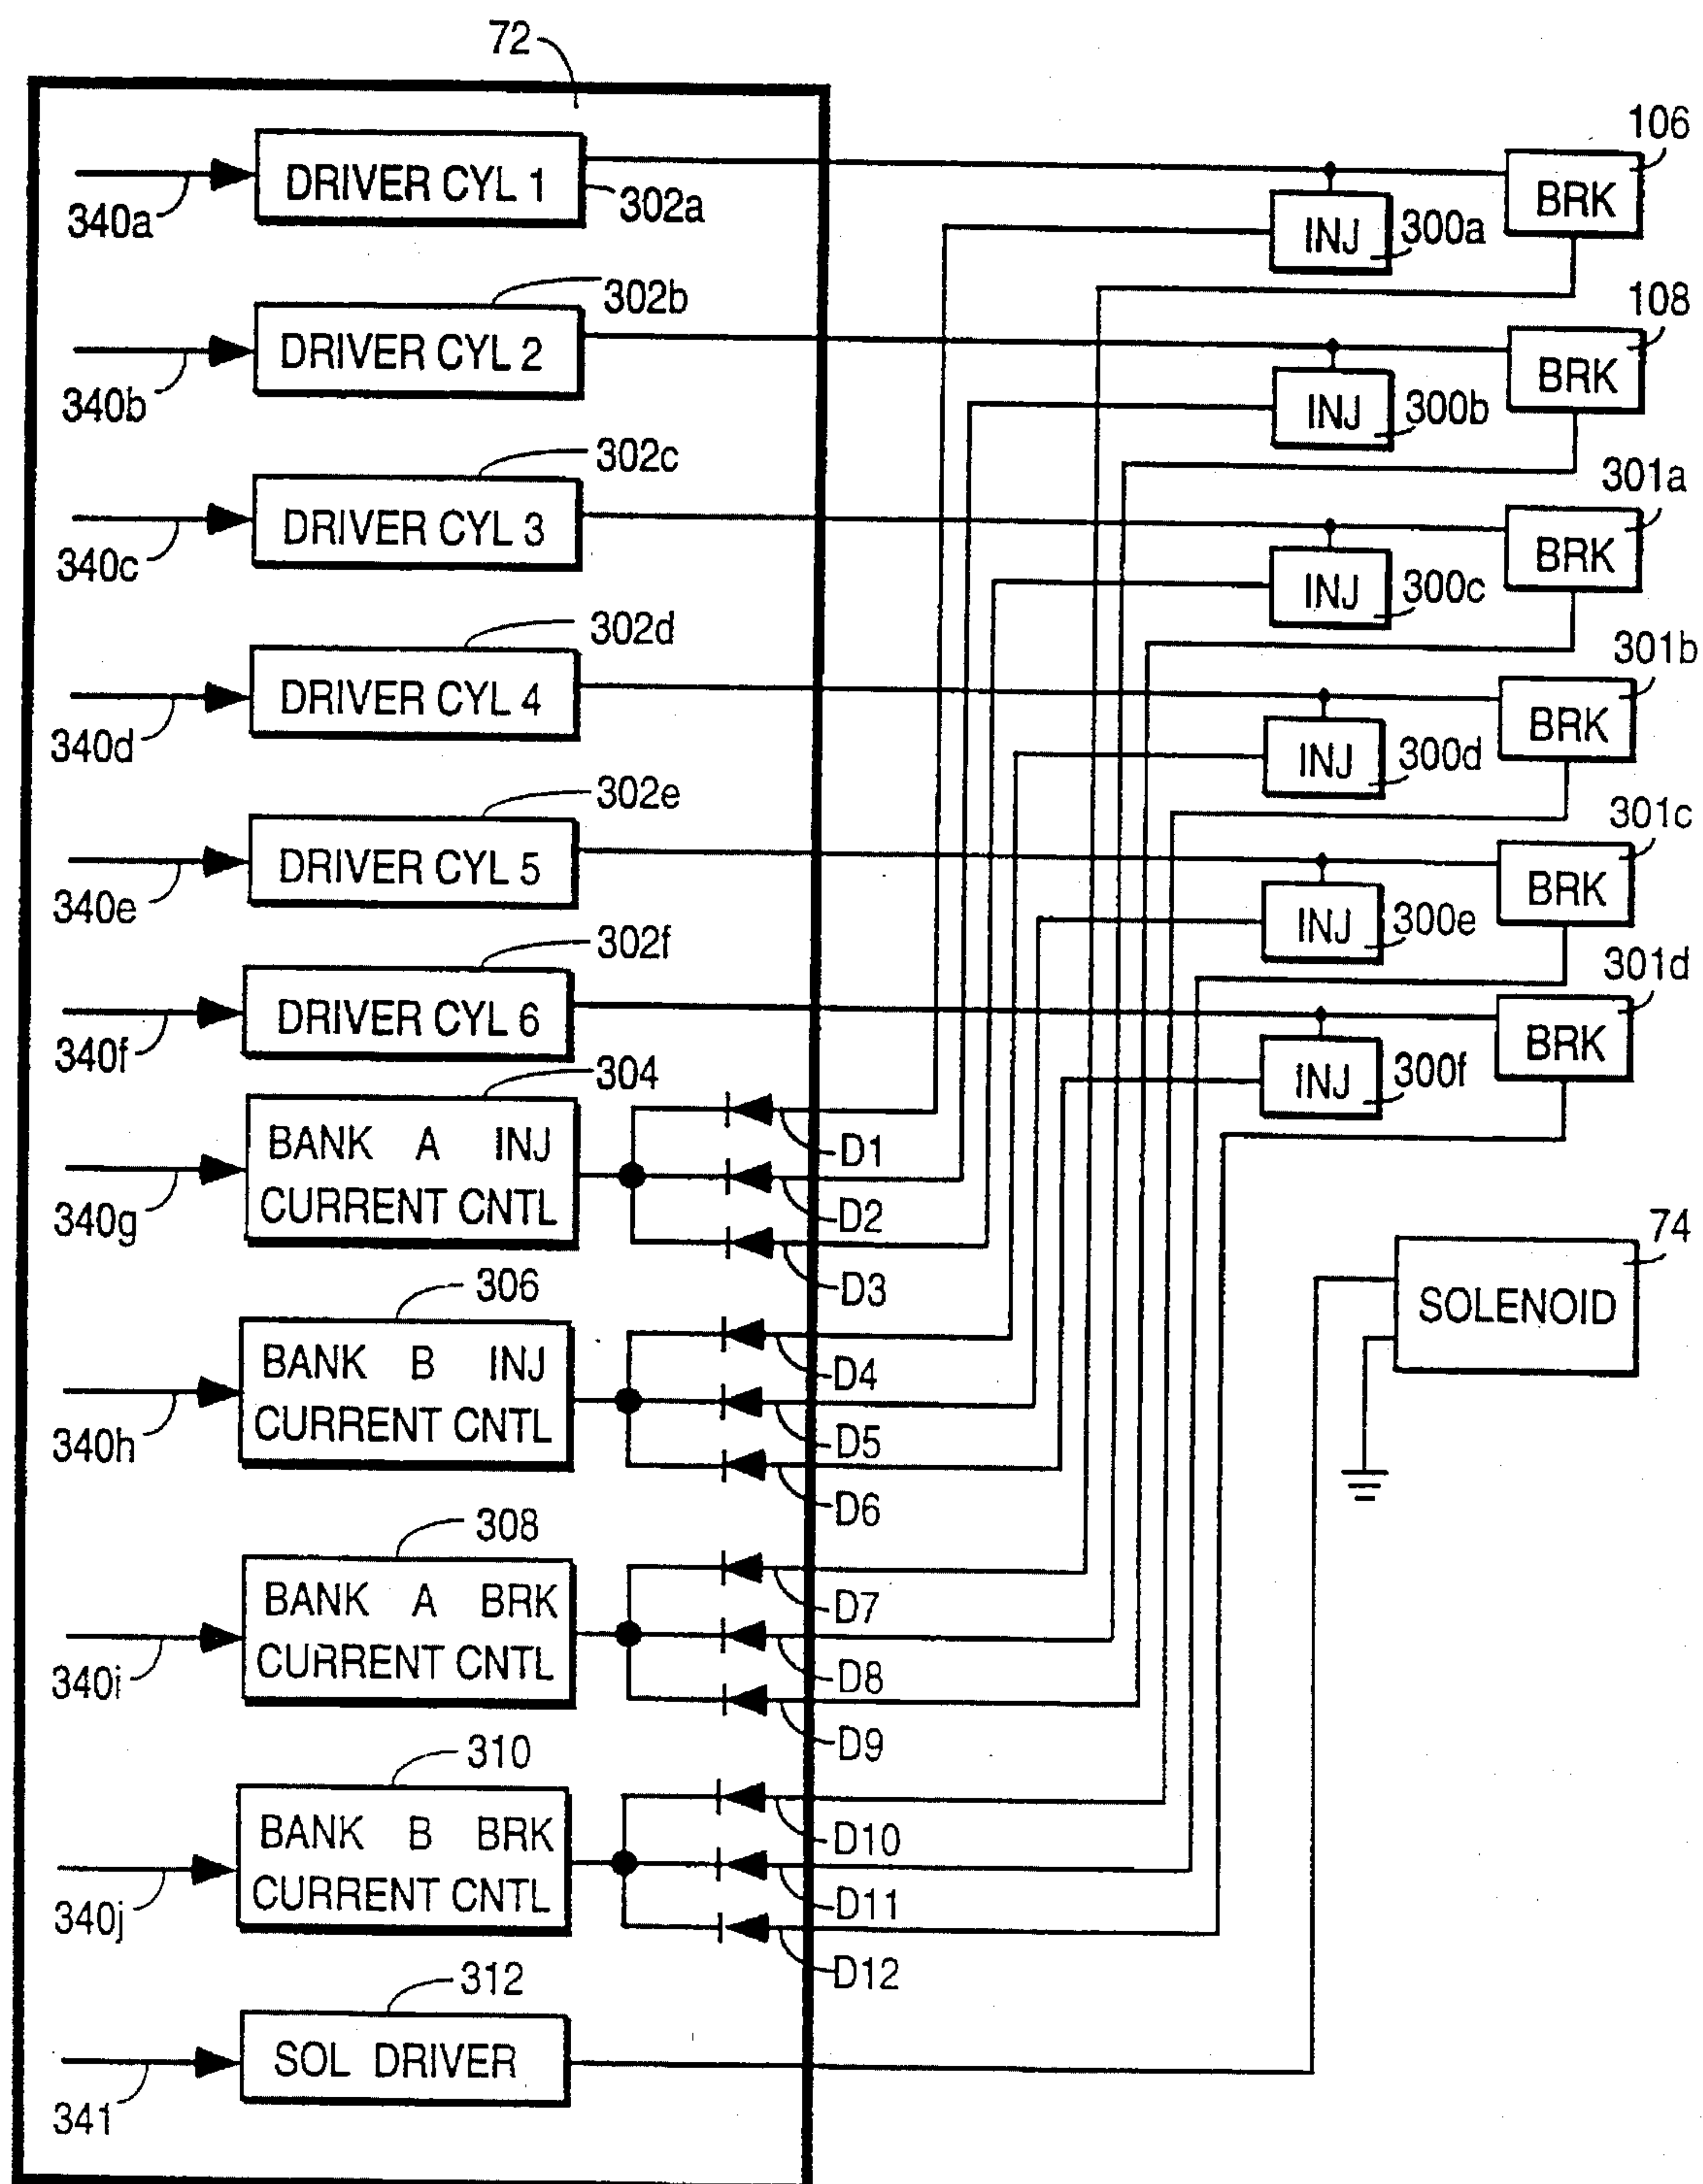 72
106
DRIVER CYL 1
BRK
340a
302a
INJ
300a
302b
108
DRIVER CYL 2
BRK
340b
INJ
300b
302c
301a
DRIVER CYL 3
BRK
340c
INJ
300c
302d
301b
DRIVER CYL 4
BRK
340d
INJ
300d
302e
301c
DRIVER CYL 5
BRK
340e
INJ
300e
302f
301d
DRIVER CYL 6
BRK
340f
INJ
300f
304
BANK A INJ
CURRENT CNTL
340g
D1
D2
D3
74
SOLENOID
306
BANK B INJ
CURRENT CNTL
340h
D4
D5
D6
308
BANK A BRK
CURRENT CNTL
340i
D7
D8
D9
310
BANK B BRK
CURRENT CNTL
340j
D10
D11
D12
312
SOL DRIVER
341